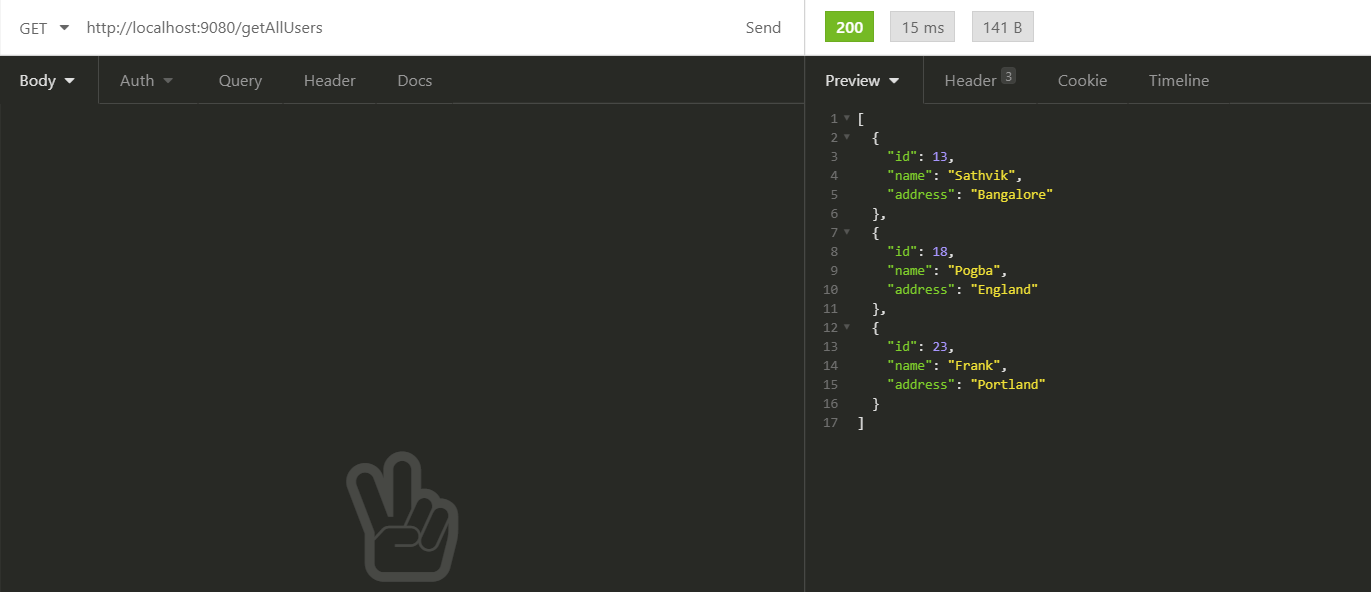 GET http://localhost:9080/getAllUsers Send 200 15 ms 141 B
Body Auth Query Header Docs Preview Header 3 Cookie Timeline
1 [
2 {
3 "id": 13,
4 "name": "Sathvik",
5 "address": "Bangalore"
6 },
7 {
8 "id": 18,
9 "name": "Pogba",
10 "address": "England"
11 },
12 {
13 "id": 23,
14 "name": "Frank",
15 "address": "Portland"
16 }
17 ]